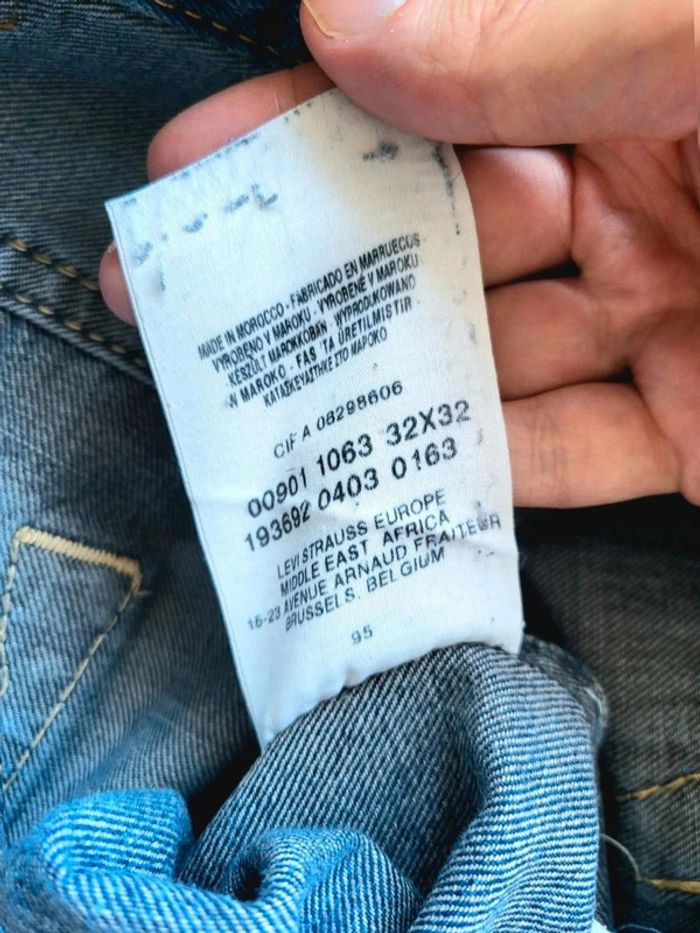 MADE IN MOROCCO - FABRICADO EN MARRUECOS
VYROBENO V MAROKU - VYROBENÉ V MAROKU
KÉSZÜLT MAROKKÓBAN - WYPRODUKOWANO
W MAROKO - FAS TA ÜRETILMISTIR
ΚΑΤΑΣΚΕΥΑΣΤΗΚΕ ΣΤΟ ΜΑΡΟΚΟ
CIF A 08298606
00901 1063 32X32
193692 0403 0163
LEVI STRAUSS EUROPE
MIDDLE EAST AFRICA
15-23 AVENUE ARNAUD FRAITEUR
BRUSSELS. BELGIUM
95